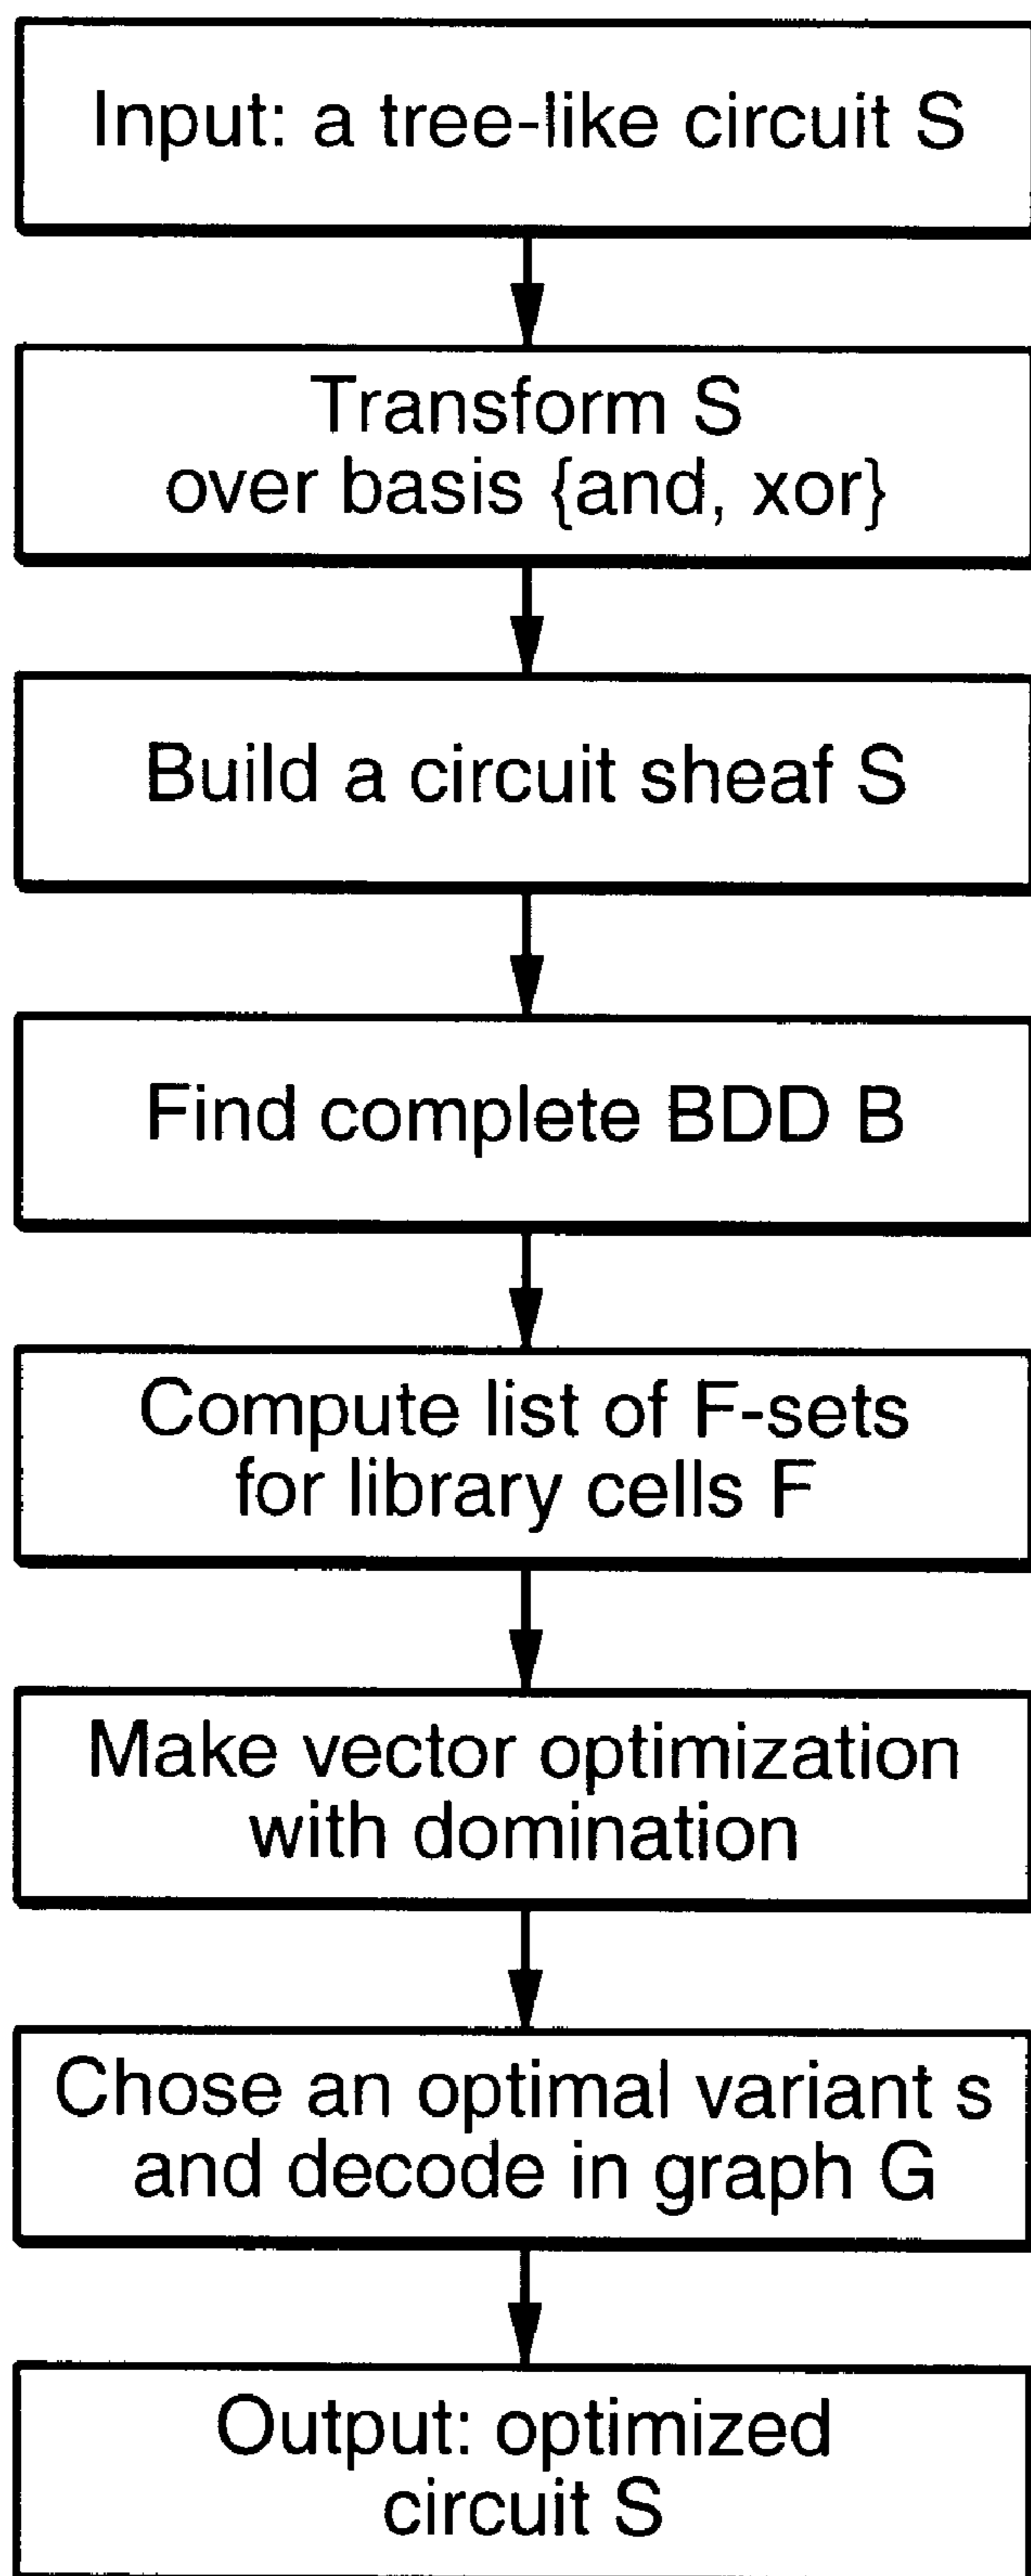 Input: a tree-like circuit S
Transform S
over basis {and, xor}
Build a circuit sheaf S
Find complete BDD B
Compute list of F-sets
for library cells F
Make vector optimization
with domination
Chose an optimal variant s
and decode in graph G
Output: optimized
circuit S